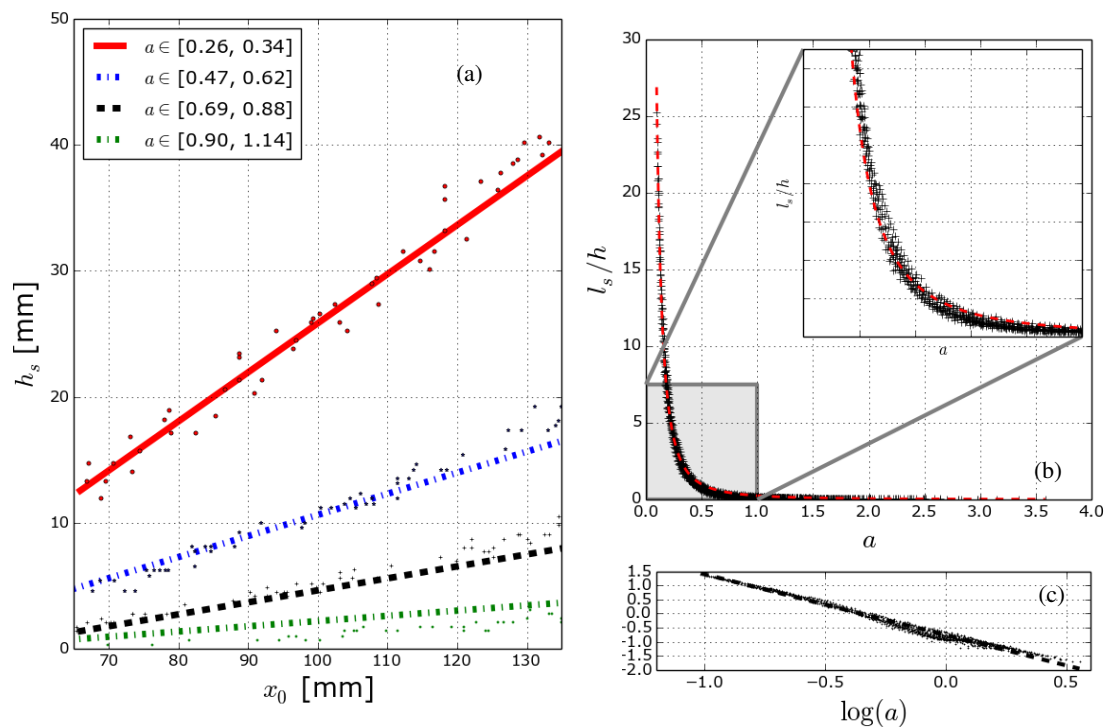 50
40
30
20
10
0
h_s [mm]
a ∈ [0.26, 0.34]
a ∈ [0.47, 0.62]
a ∈ [0.69, 0.88]
a ∈ [0.90, 1.14]
(a)
70 80 90 100 110 120 130
x_0 [mm]
30
25
20
15
10
5
0
l_s/h
l_s/h
a
(b)
0.0 0.5 1.0 1.5 2.0 2.5 3.0 3.5 4.0
a
1.5
1.0
0.5
0.0
-0.5
-1.0
-1.5
-2.0
(c)
−1.0 −0.5 0.0 0.5
log(a)